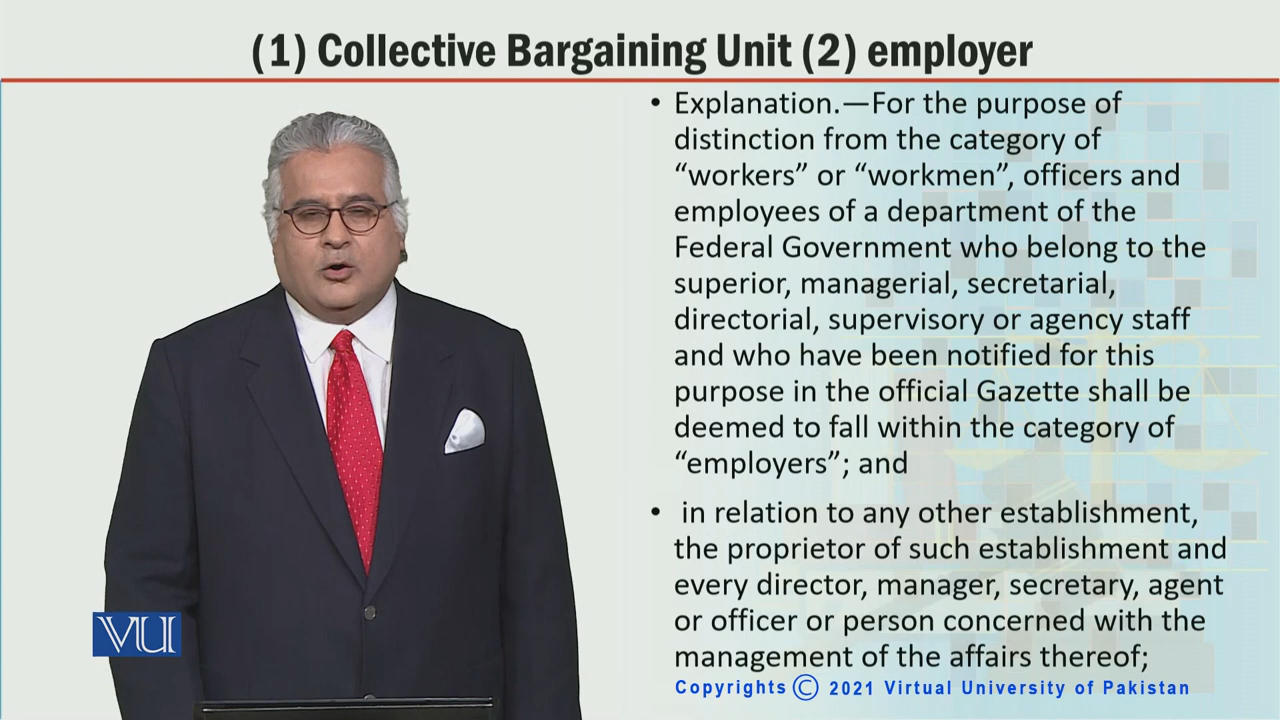 (1) Collective Bargaining Unit (2) employer
• Explanation.—For the purpose of
distinction from the category of
“workers” or “workmen”, officers and
employees of a department of the
Federal Government who belong to the
superior, managerial, secretarial,
directorial, supervisory or agency staff
and who have been notified for this
purpose in the official Gazette shall be
deemed to fall within the category of
“employers”; and
• in relation to any other establishment,
the proprietor of such establishment and
every director, manager, secretary, agent
or officer or person concerned with the
management of the affairs thereof;
VU
Copyrights © 2021 Virtual University of Pakistan